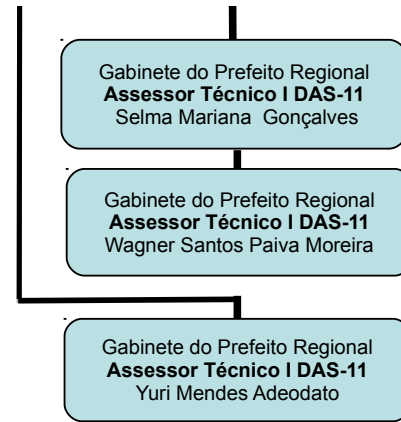 Gabinete do Prefeito Regional
Assessor Técnico I DAS-11
Selma Mariana  Gonçalves
Gabinete do Prefeito Regional
Assessor Técnico I DAS-11
Wagner Santos Paiva Moreira
Gabinete do Prefeito Regional
Assessor Técnico I DAS-11
Yuri Mendes Adeodato